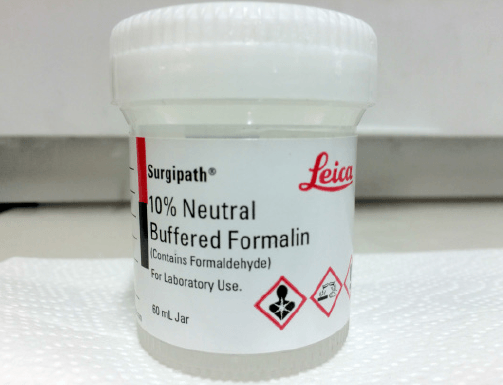 Surgipath®
Leica
10% Neutral
Buffered Formalin
(Contains Formaldehyde)
For Laboratory Use.
60 mL Jar